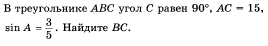 В треугольнике ABC угол C равен 90°, AC = 15,
sin A = 3/5. Найдите BC.